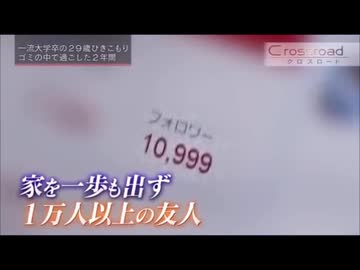 一流大学卒の29歳ひきこもり
ゴミの中で過ごした2年間
Crossroad
クロスロード
フォロワー
10,999
家を一歩も出ず
1万人以上の友人